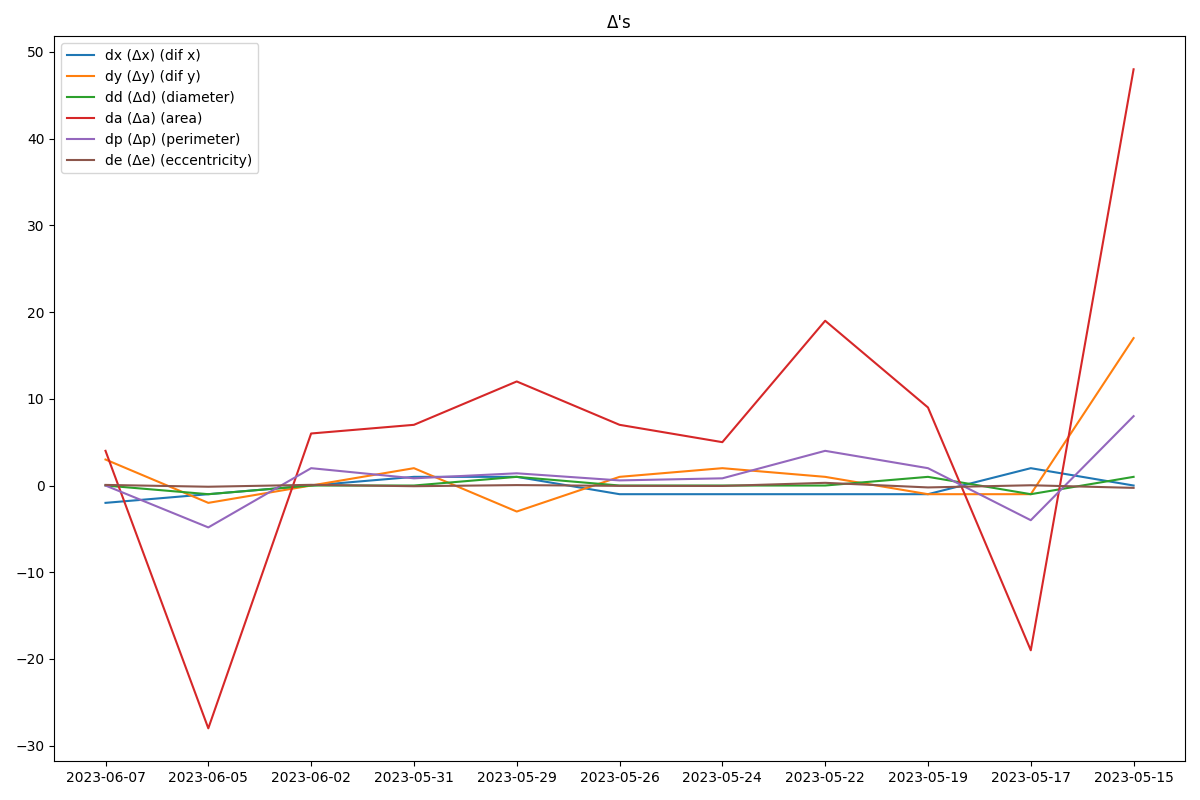 Δ's
dx (Δx) (dif x)
dy (Δy) (dif y)
dd (Δd) (diameter)
da (Δa) (area)
dp (Δp) (perimeter)
de (Δe) (eccentricity)
50
40
30
20
10
0
−10
−20
−30
2023-06-07 2023-06-05 2023-06-02 2023-05-31 2023-05-29 2023-05-26 2023-05-24 2023-05-22 2023-05-19 2023-05-17 2023-05-15